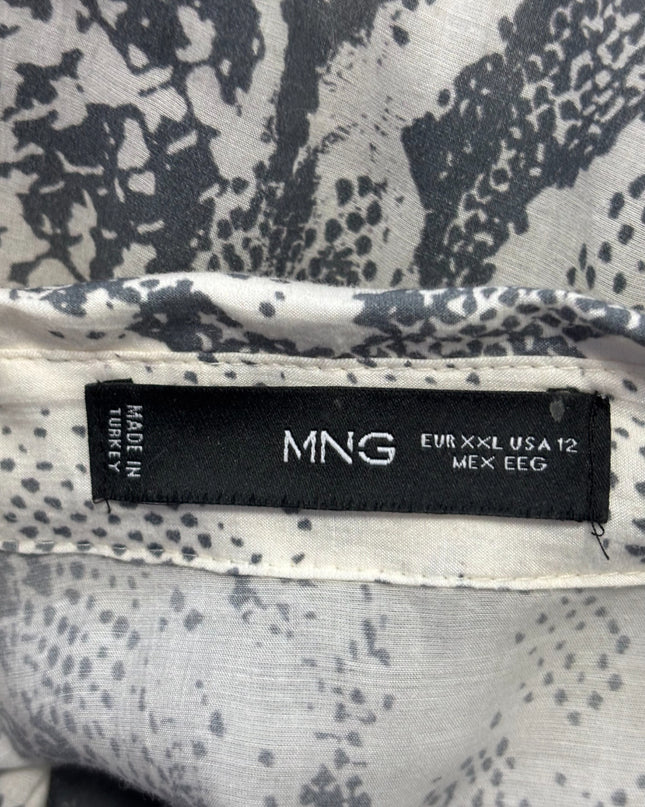 MADE IN
TURKEY
MNG
EUR XXL USA 12
MEX EEG